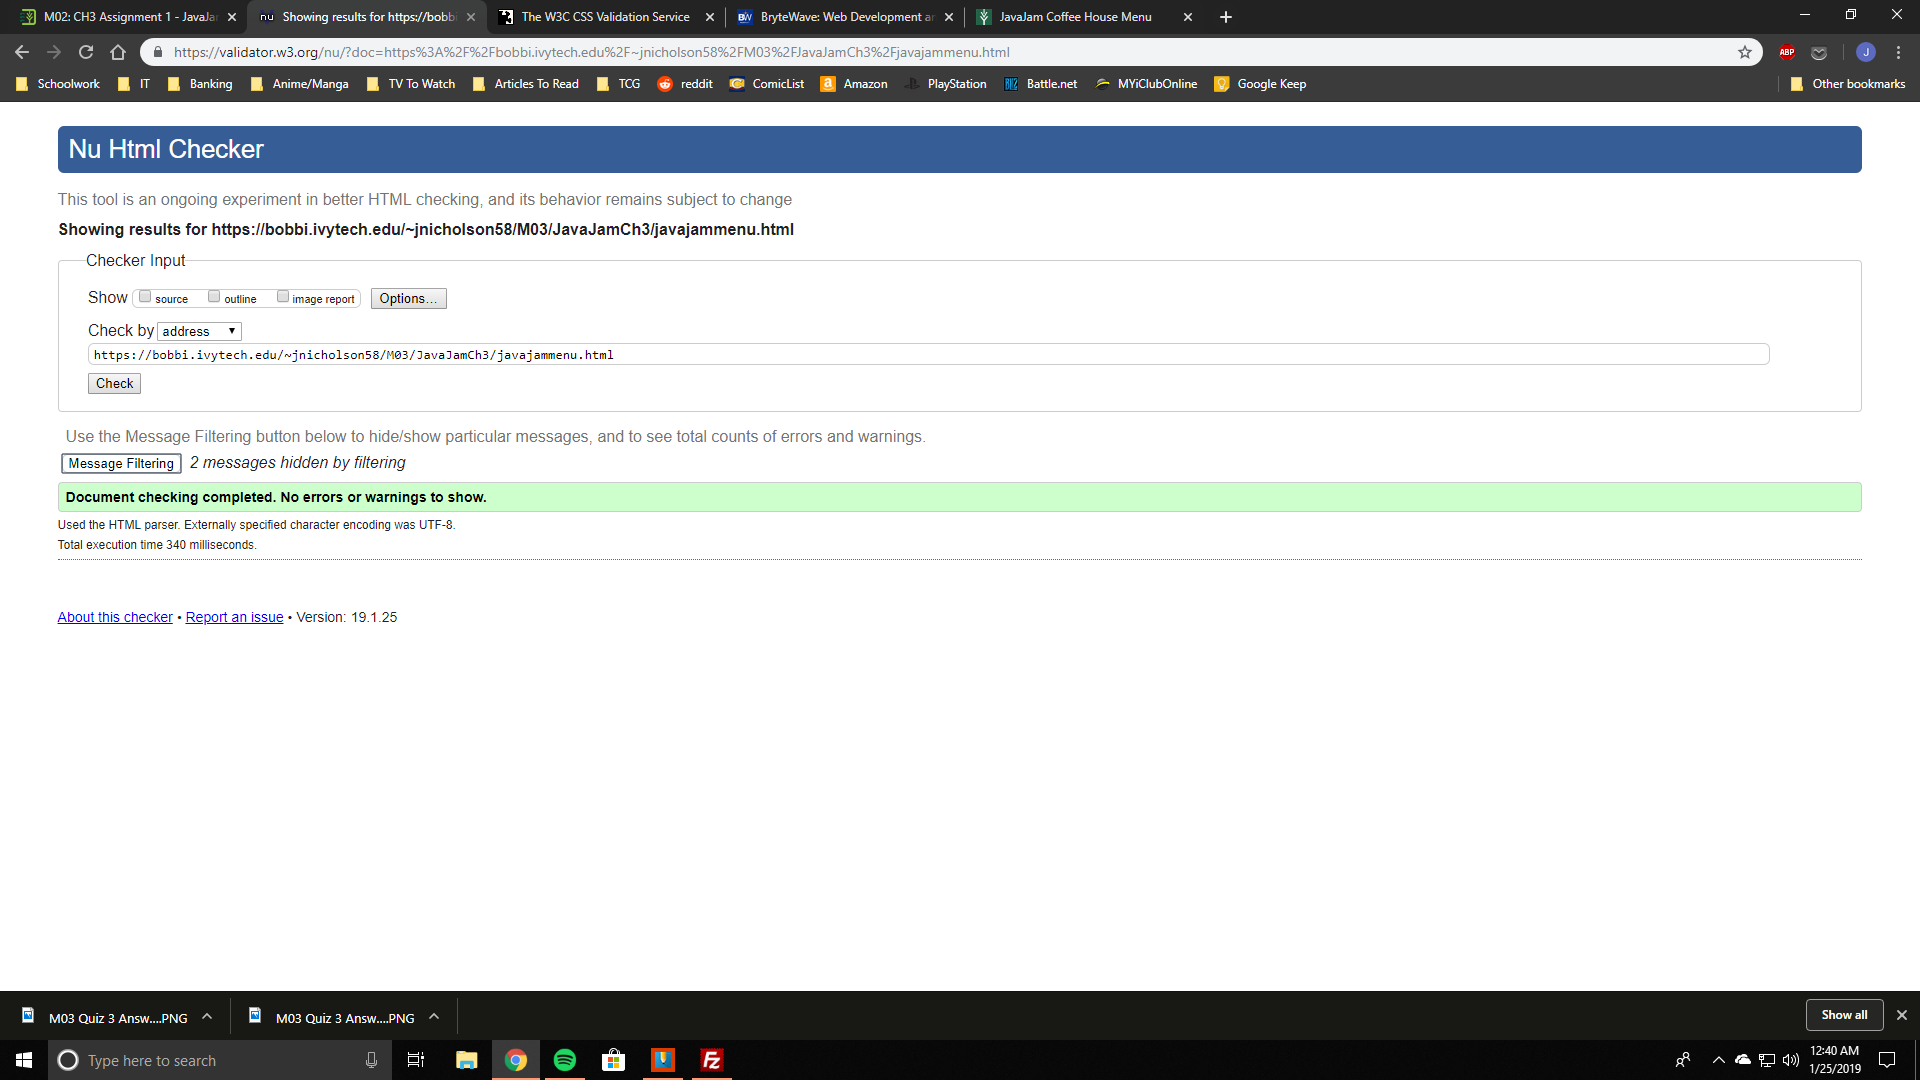 M02: CH3 Assignment 1 - JavaJa
nu Showing results for https://bobbi
The W3C CSS Validation Service
BW BryteWave: Web Development a
JavaJam Coffee House Menu
https://validator.w3.org/nu/?doc=https%3A%2F%2Fbobbi.ivytech.edu%2F~jnicholson58%2FM03%2FJavaJamCh3%2Fjavajammenu.html
ABP
J
Schoolwork IT Banking Anime/Manga TV To Watch Articles To Read TCG reddit ComicList Amazon PlayStation Battle.net MYiClubOnline Google Keep Other bookmarks
Nu Html Checker
This tool is an ongoing experiment in better HTML checking, and its behavior remains subject to change
Showing results for https://bobbi.ivytech.edu/~jnicholson58/M03/JavaJamCh3/javajammenu.html
Checker Input
Show source outline image report Options...
Check by address
https://bobbi.ivytech.edu/~jnicholson58/M03/JavaJamCh3/javajammenu.html
Check
Use the Message Filtering button below to hide/show particular messages, and to see total counts of errors and warnings.
Message Filtering 2 messages hidden by filtering
Document checking completed. No errors or warnings to show.
Used the HTML parser. Externally specified character encoding was UTF-8.
Total execution time 340 milliseconds.
About this checker • Report an issue • Version: 19.1.25
M03 Quiz 3 Answ....PNG M03 Quiz 3 Answ....PNG Show all
Type here to search
Fz
12:40 AM
1/25/2019